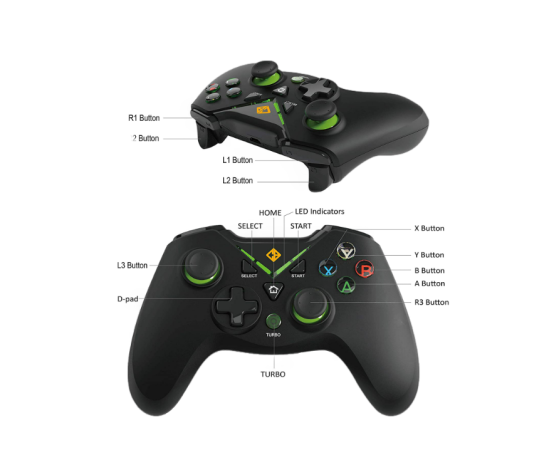 R1 Button
? Button
L1 Button
L2 Button
HOME
LED Indicators
SELECT
START
X Button
Y Button
L3 Button
B Button
A Button
D-pad
R3 Button
SELECT
START
Y
X
B
A
TURBO
TURBO